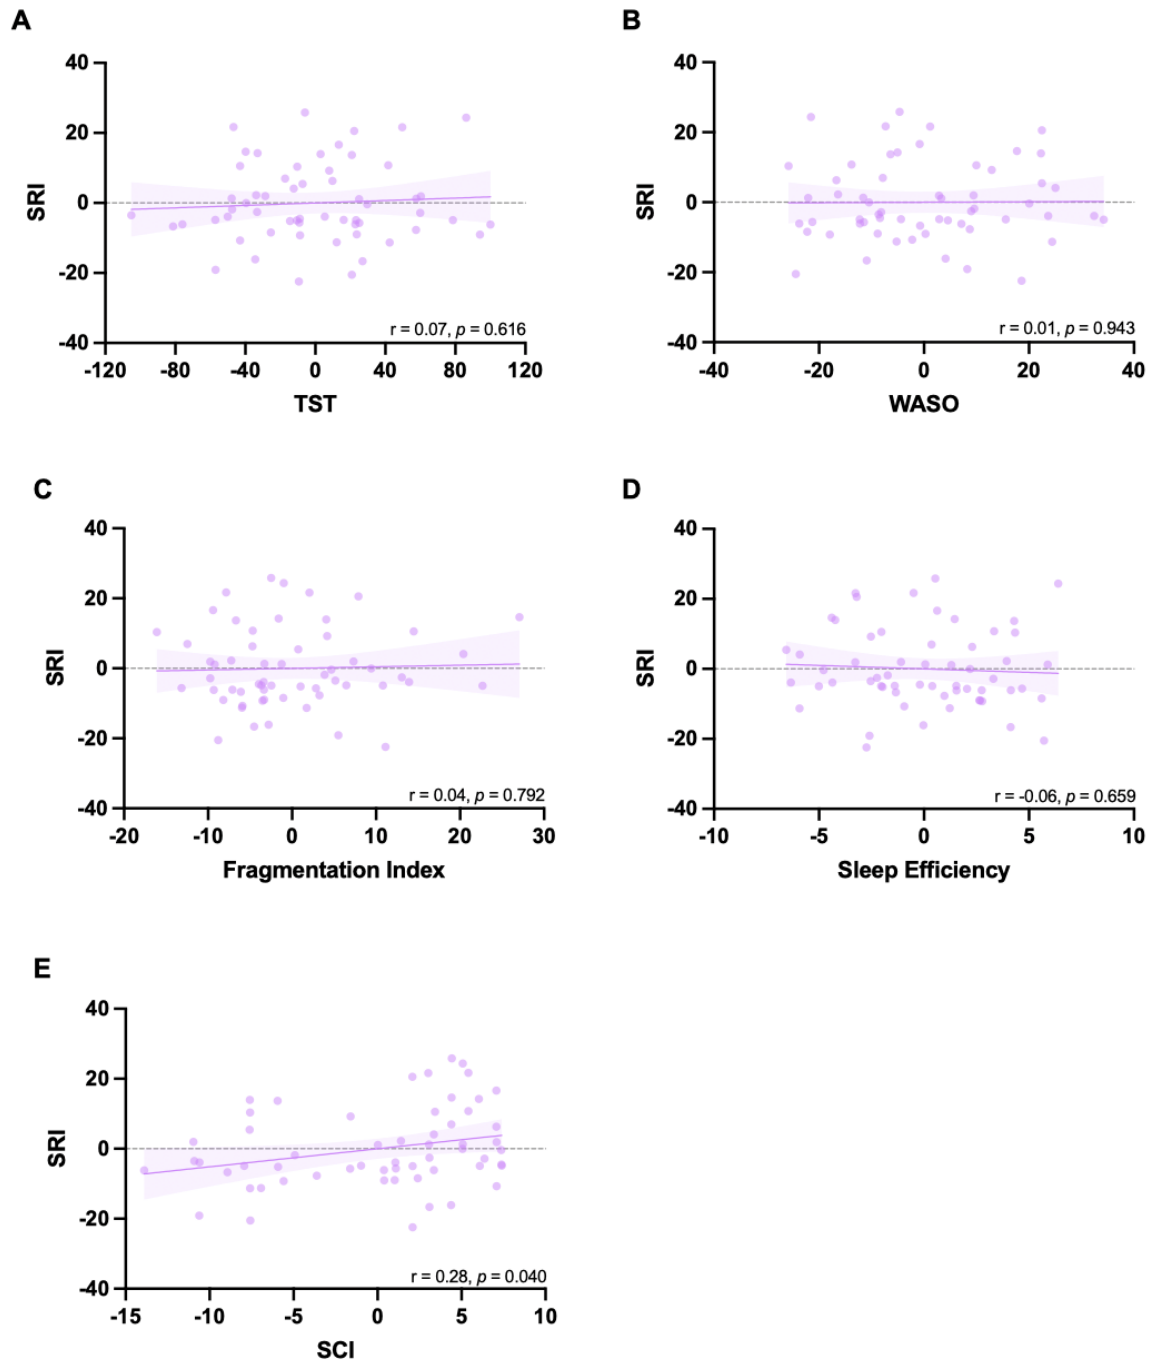 A
B
40
20
0
-20
-40
SRI
r = 0.07, p = 0.616
-120 -80 -40 0 40 80 120
TST
40
20
0
-20
-40
SRI
r = 0.01, p = 0.943
-40 -20 0 20 40
WASO
C
D
40
20
0
-20
-40
SRI
r = 0.04, p = 0.792
-20 -10 0 10 20 30
Fragmentation Index
40
20
0
-20
-40
SRI
r = -0.06, p = 0.659
-10 -5 0 5 10
Sleep Efficiency
E
40
20
0
-20
-40
SRI
r = 0.28, p = 0.040
-15 -10 -5 0 5 10
SCI